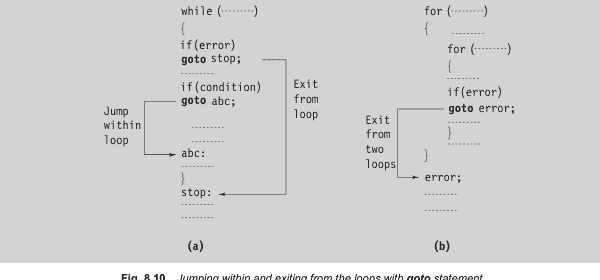 while (--------)
{
if(error)
goto stop;
--------
if(condition)
goto abc;
--------
--------
abc:
--------
}
stop:
--------
--------
Jump
within
loop
Exit
from
loop
(a)
for (--------)
{ --------
for (--------)
{
--------
if(error)
goto error;
--------
}
--------
}
error;
--------
--------
Exit
from
two
loops
(b)
Fig. 8.10 Jumping within and exiting from the loops with goto statement